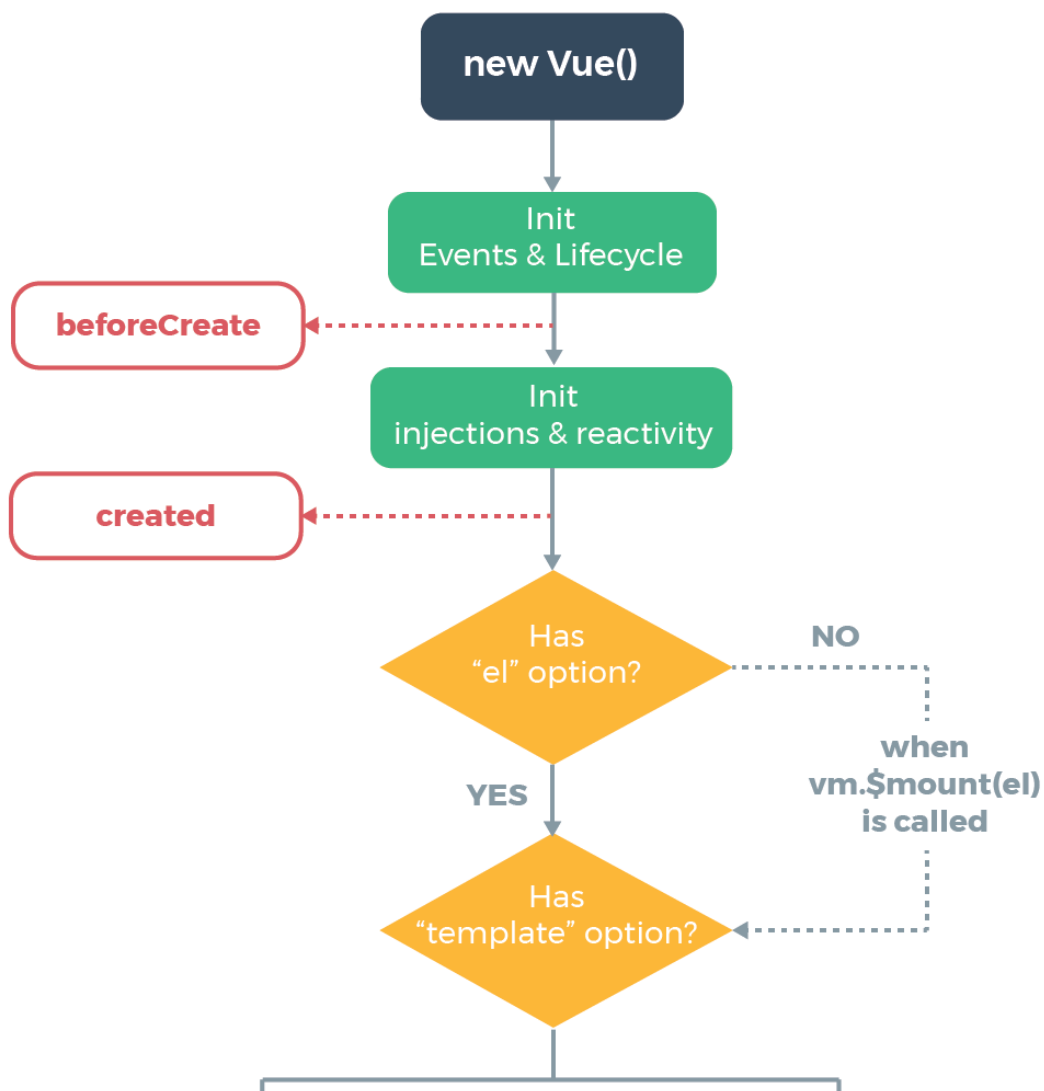 new Vue()
Init
Events & Lifecycle
beforeCreate
Init
injections & reactivity
created
Has
“el” option?
NO
when
vm.$mount(el)
is called
YES
Has
“template” option?